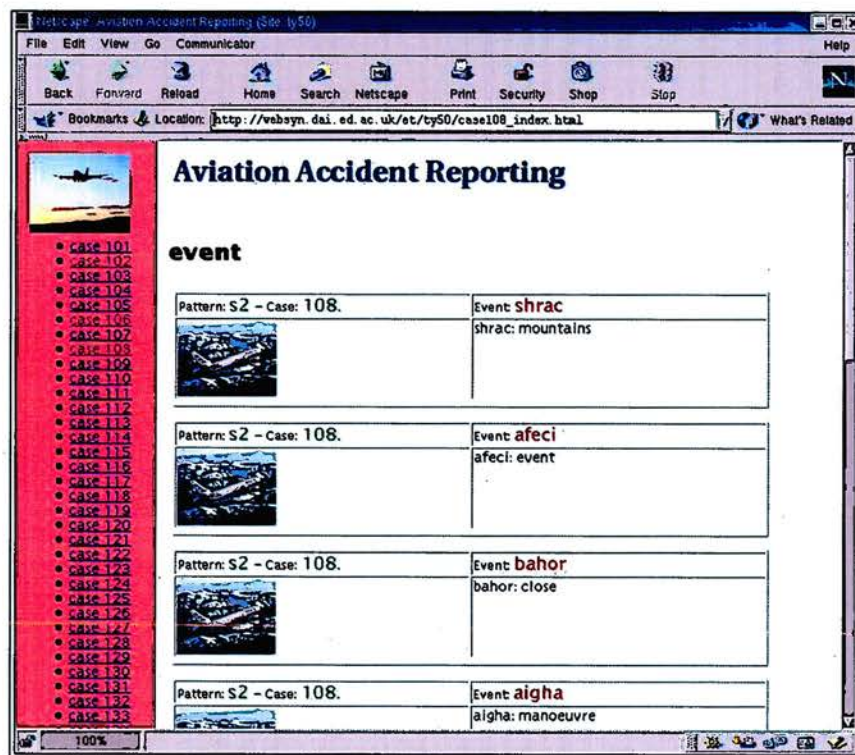 Netscape: Aviation Accident Reporting (Site: ty50)
File Edit View Go Communicator Help
Back Forward Reload Home Search Netscape Print Security Shop Stop
Bookmarks Location: http://websyn.dai.ed.ac.uk/et/ty50/case108_index.html What's Related
Aviation Accident Reporting
case 101
case 102
case 103
case 104
case 105
case 106
case 107
case 108
case 109
case 110
case 111
case 112
case 113
case 114
case 115
case 116
case 117
case 118
case 119
case 120
case 121
case 122
case 123
case 124
case 125
case 126
case 127
case 128
case 129
case 130
case 131
case 132
case 133
event
Pattern: S2 - Case: 108. Event: shrac
shrac: mountains
Pattern: S2 - Case: 108. Event: afeci
afeci: event
Pattern: S2 - Case: 108. Event: bahor
bahor: close
Pattern: S2 - Case: 108. Event: aigha
aigha: manoeuvre
100%